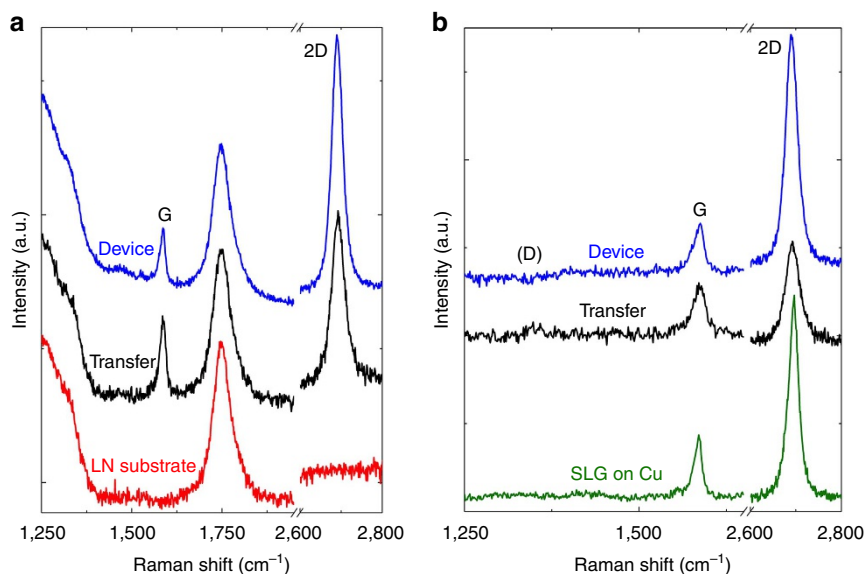 a
2D
G
Device
Transfer
LN substrate
Intensity (a.u.)
1,250
1,500
1,750
2,600
2,800
Raman shift (cm⁻¹)
b
2D
G
(D)
Device
Transfer
SLG on Cu
Intensity (a.u.)
1,250
1,500
2,600
2,800
Raman shift (cm⁻¹)